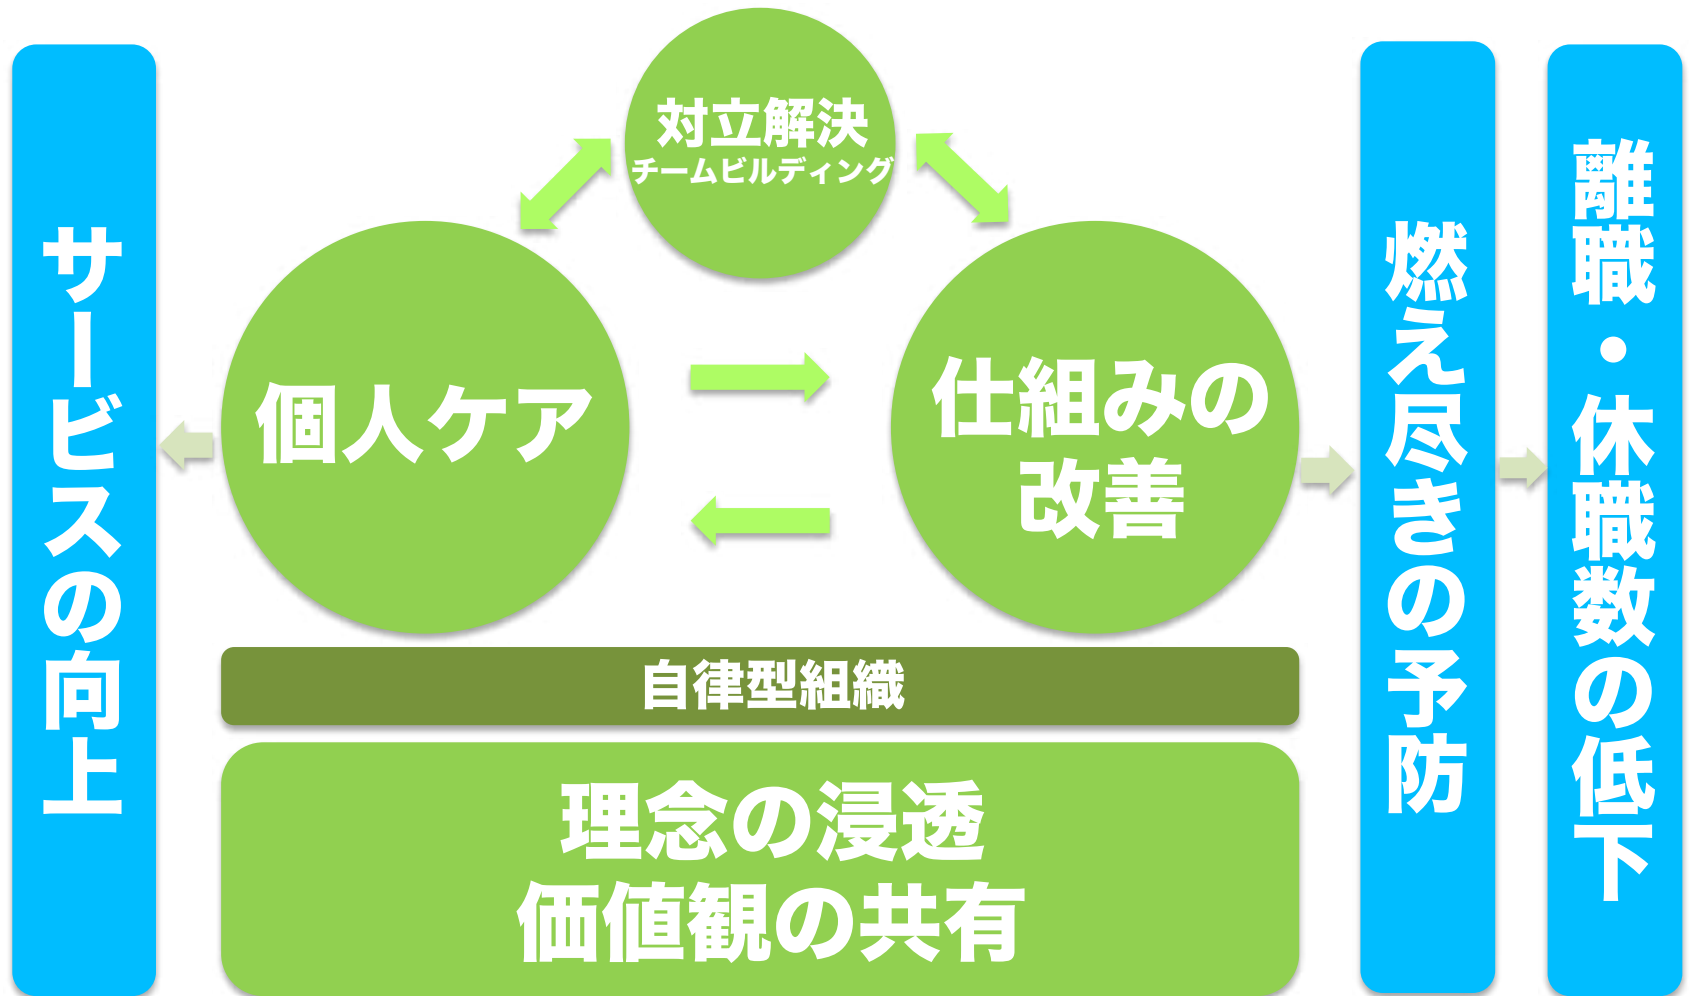 サービスの向上
対立解決
チームビルディング
個人ケア
仕組みの
改善
自律型組織
理念の浸透
価値観の共有
燃え尽きの予防
離職・休職数の低下